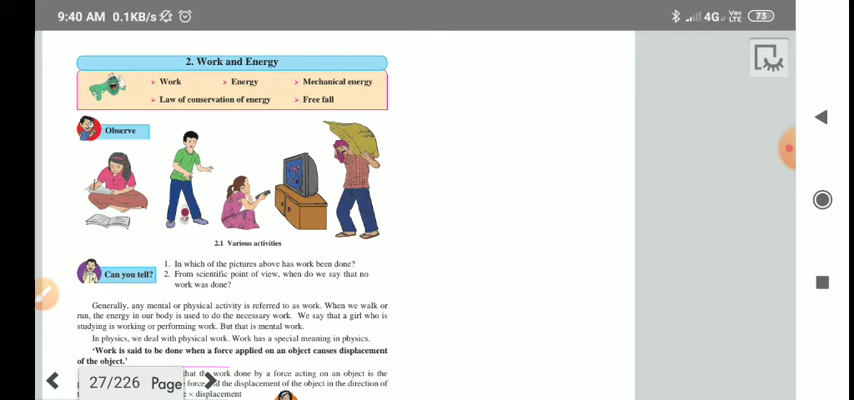 9:40 AM 0.1KB/s
4G Vo LTE 73
2. Work and Energy
➢ Work ➢ Energy ➢ Mechanical energy
➢ Law of conservation of energy ➢ Free fall
Observe
2.1 Various activities
Can you tell?
1. In which of the pictures above has work been done?
2. From scientific point of view, when do we say that no
work was done?
Generally, any mental or physical activity is referred to as work. When we walk or
run, the energy in our body is used to do the necessary work. We say that a girl who is
studying is working or performing work. But that is mental work.
In physics, we deal with physical work. Work has a special meaning in physics.
'Work is said to be done when a force applied on an object causes displacement
of the object.'
that the work done by a force acting on an object is the
force the displacement of the object in the direction of
× displacement
27/226 Page